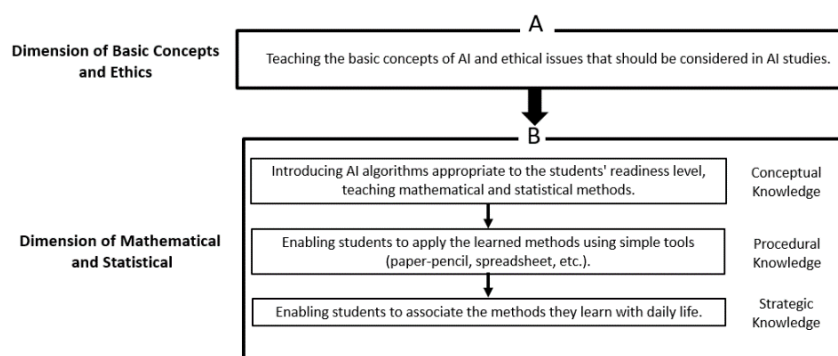 A
Dimension of Basic Concepts
and Ethics
Teaching the basic concepts of AI and ethical issues that should be considered in AI studies.
B
Dimension of Mathematical
and Statistical
Introducing AI algorithms appropriate to the students' readiness level,
teaching mathematical and statistical methods.
Conceptual
Knowledge
Enabling students to apply the learned methods using simple tools
(paper-pencil, spreadsheet, etc.).
Procedural
Knowledge
Enabling students to associate the methods they learn with daily life.
Strategic
Knowledge